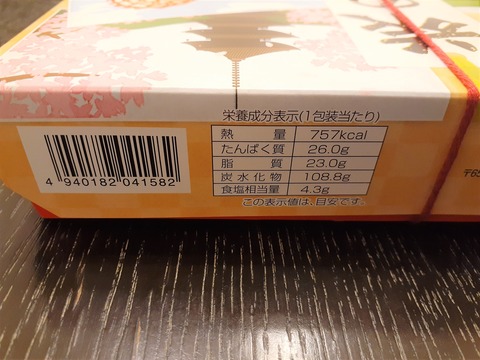 栄養成分表示(1包装当たり)
熱 量 757kcal
たんぱく質 26.0g
脂 質 23.0g
炭水化物 108.8g
食塩相当量 4.3g
この表示値は、目安です。
4 940182 041582
〒65